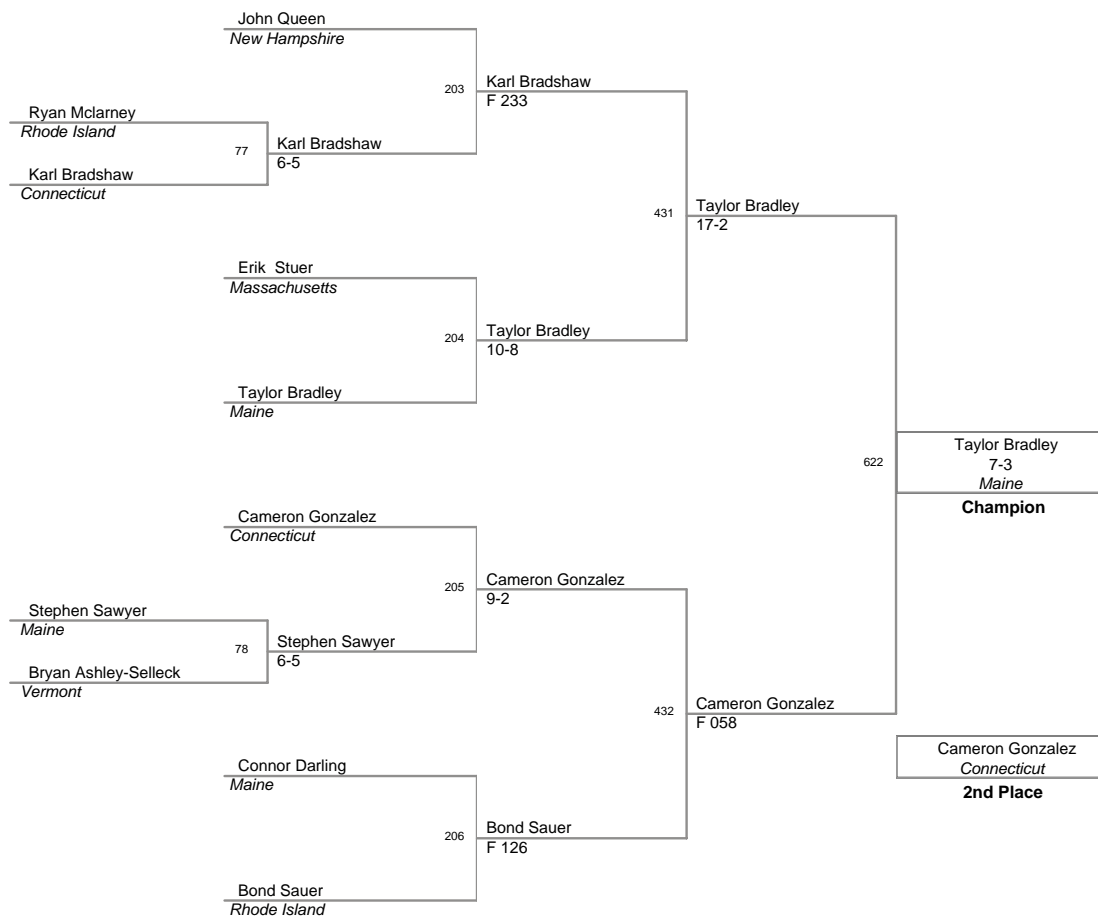 John Queen
New Hampshire
203
Karl Bradshaw
F 233
Ryan Mclarney
Rhode Island
77
Karl Bradshaw
6-5
Karl Bradshaw
Connecticut
431
Taylor Bradley
17-2
Erik Stuer
Massachusetts
204
Taylor Bradley
10-8
Taylor Bradley
Maine
622
Taylor Bradley
7-3
Maine
Champion
Cameron Gonzalez
Connecticut
205
Cameron Gonzalez
9-2
Stephen Sawyer
Maine
78
Stephen Sawyer
6-5
Bryan Ashley-Selleck
Vermont
432
Cameron Gonzalez
F 058
Connor Darling
Maine
206
Bond Sauer
F 126
Bond Sauer
Rhode Island
Cameron Gonzalez
Connecticut
2nd Place